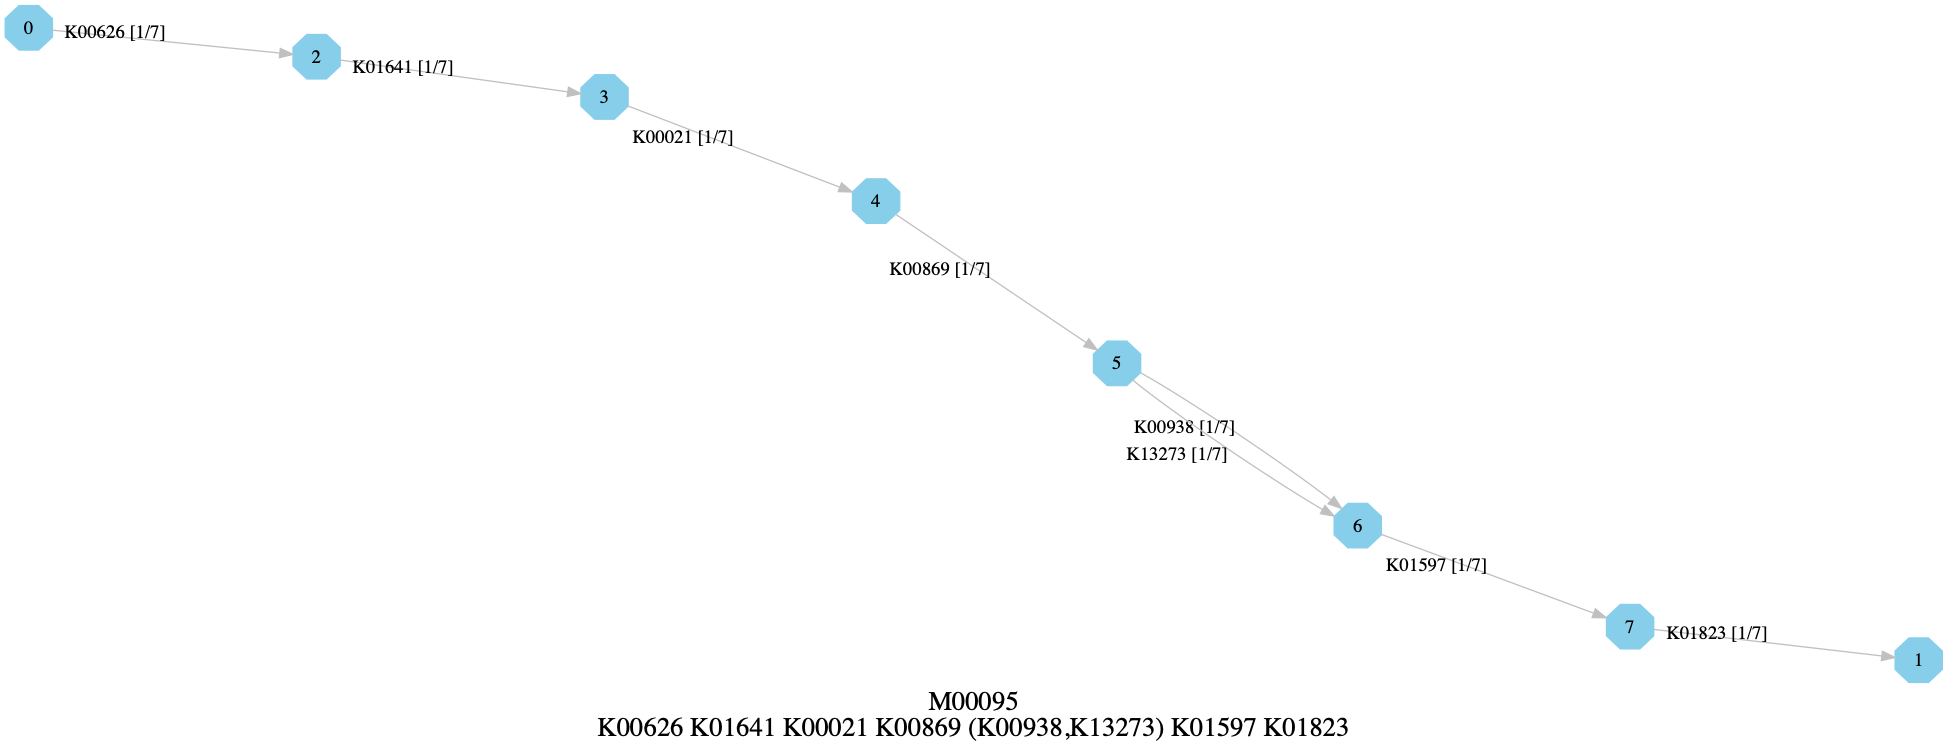 0
K00626 [1/7]
2
K01641 [1/7]
3
K00021 [1/7]
4
K00869 [1/7]
5
K00938 [1/7]
K13273 [1/7]
6
K01597 [1/7]
7
K01823 [1/7]
1
M00095
K00626 K01641 K00021 K00869 (K00938,K13273) K01597 K01823